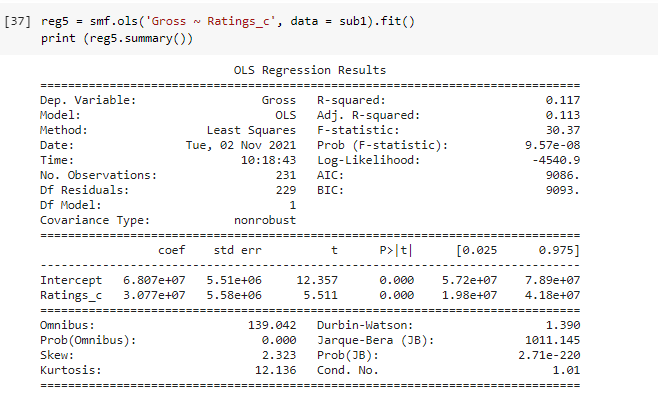 [37] reg5 = smf.ols('Gross ~ Ratings_c', data = sub1).fit()
print (reg5.summary())
OLS Regression Results
==============================================================================
Dep. Variable: Gross R-squared: 0.117
Model: OLS Adj. R-squared: 0.113
Method: Least Squares F-statistic: 30.37
Date: Tue, 02 Nov 2021 Prob (F-statistic): 9.57e-08
Time: 10:18:43 Log-Likelihood: -4540.9
No. Observations: 231 AIC: 9086.
Df Residuals: 229 BIC: 9093.
Df Model: 1
Covariance Type: nonrobust
==============================================================================
coef std err t P>|t| [0.025 0.975]
------------------------------------------------------------------------------
Intercept 6.807e+07 5.51e+06 12.357 0.000 5.72e+07 7.89e+07
Ratings_c 3.077e+07 5.58e+06 5.511 0.000 1.98e+07 4.18e+07
==============================================================================
Omnibus: 139.042 Durbin-Watson: 1.390
Prob(Omnibus): 0.000 Jarque-Bera (JB): 1011.145
Skew: 2.323 Prob(JB): 2.71e-220
Kurtosis: 12.136 Cond. No. 1.01
==============================================================================